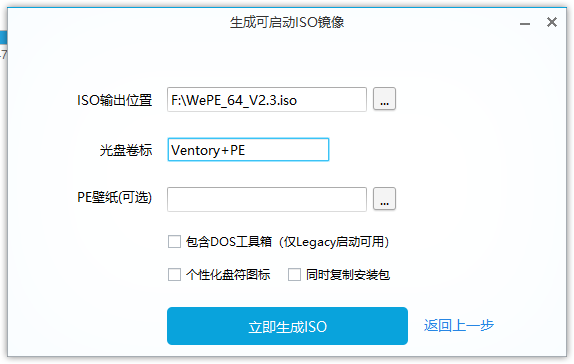 生成可启动ISO镜像
47
ISO输出位置 F:\WePE_64_V2.3.iso ...
光盘卷标 Ventory+PE
PE壁纸(可选) ...
包含DOS工具箱（仅Legacy启动可用）
个性化盘符图标 同时复制安装包
立即生成ISO 返回上一步